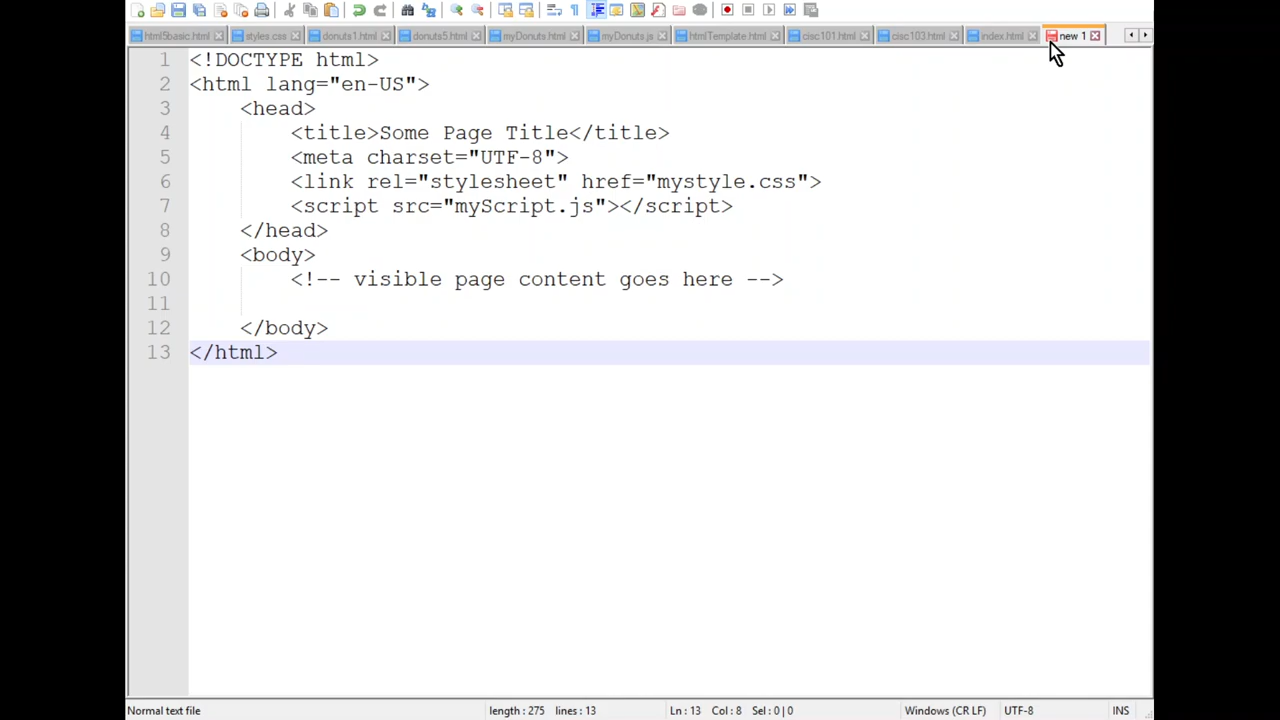 html5basic.html styles.css donuts1.html donuts5.html myDonuts.html myDonuts.js htmlTemplate.html cisc101.html cisc103.html index.html new 1
1 <!DOCTYPE html>
2 <html lang="en-US">
3 <head>
4 <title>Some Page Title</title>
5 <meta charset="UTF-8">
6 <link rel="stylesheet" href="mystyle.css">
7 <script src="myScript.js"></script>
8 </head>
9 <body>
10 <!-- visible page content goes here -->
11
12 </body>
13 </html>
Normal text file length : 275 lines : 13 Ln : 13 Col : 8 Sel : 0 | 0 Windows (CR LF) UTF-8 INS